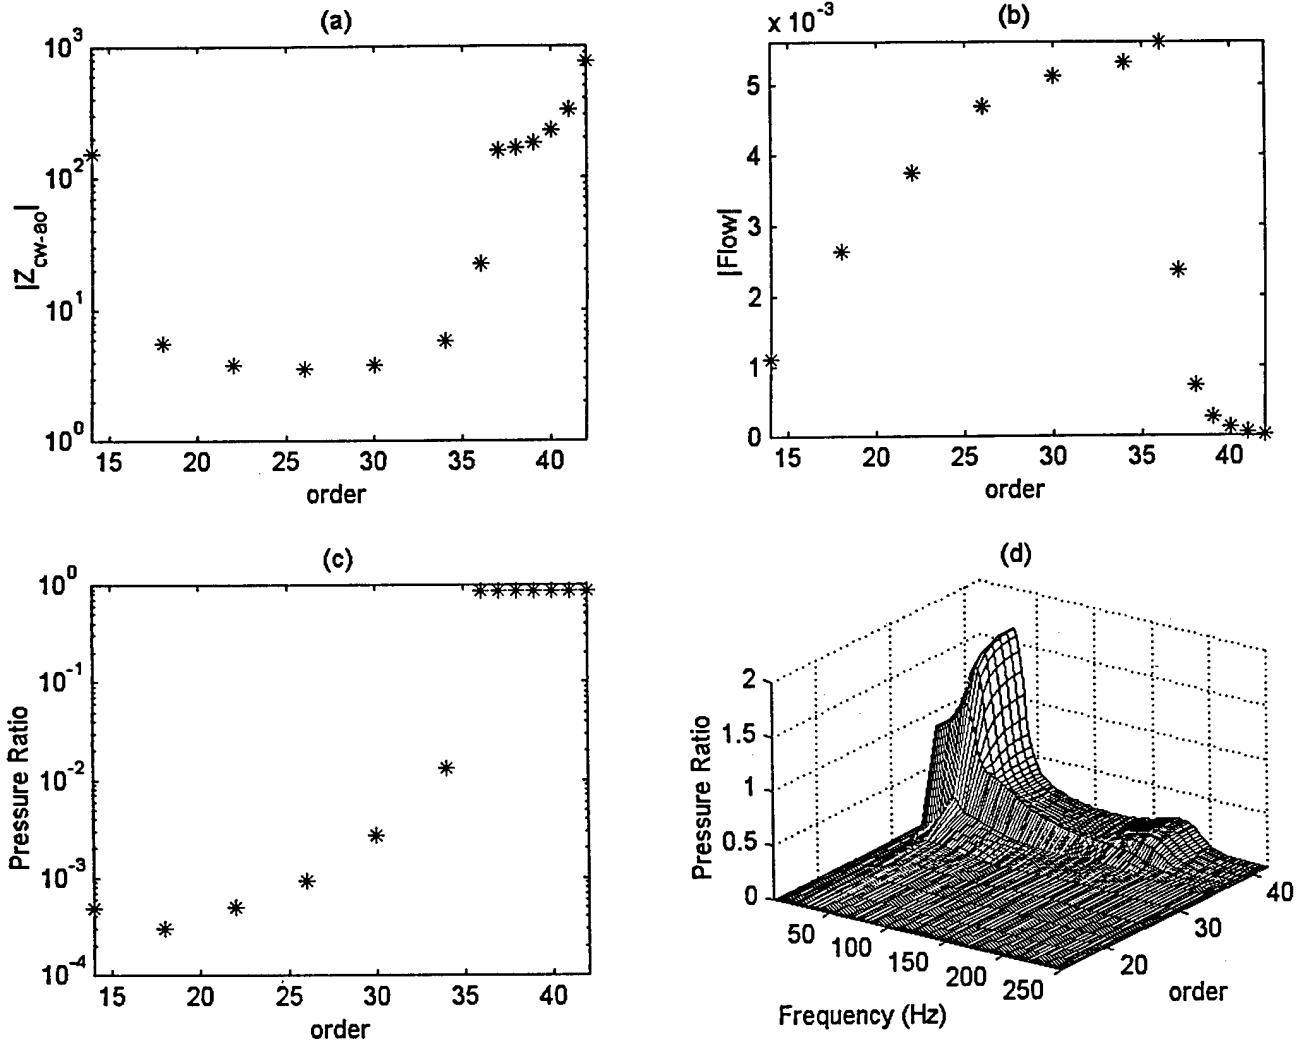 (a)
10^3
10^2
10^1
10^0
|Z_cw-ao|
15 20 25 30 35 40
order
(b)
x 10^-3
5
4
3
2
1
0
|Flow|
15 20 25 30 35 40
order
(c)
10^0
10^-1
10^-2
10^-3
10^-4
Pressure Ratio
15 20 25 30 35 40
order
(d)
2
1.5
1
0.5
0
Pressure Ratio
50 100 150 200 250
Frequency (Hz)
20 30 40
order